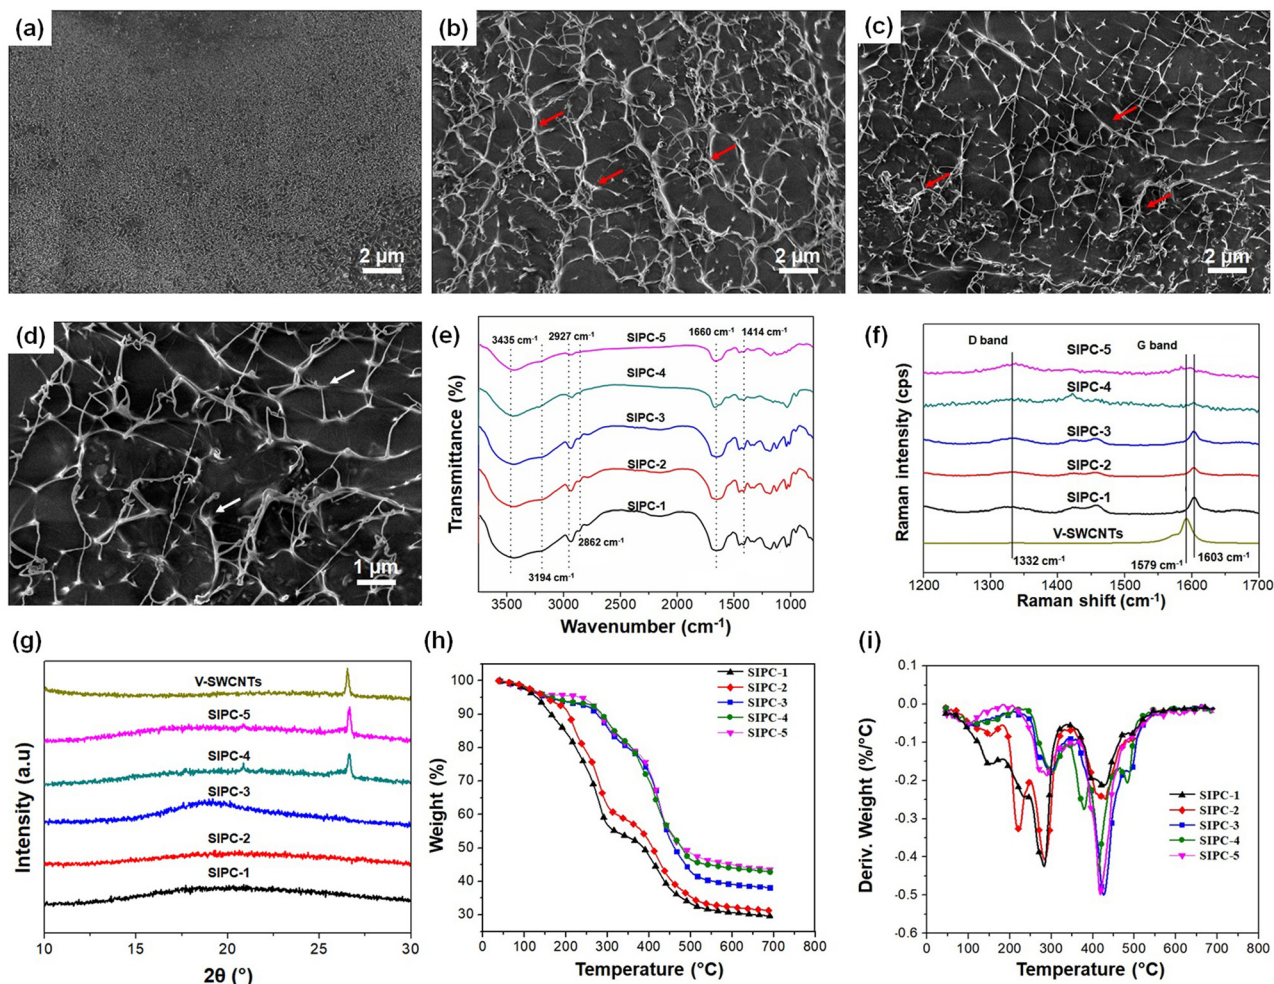 (a)
2 μm
(b)
2 μm
(c)
2 μm
(d)
1 μm
(e)
3435 cm-1
2927 cm-1
SIPC-5
1660 cm-1
1414 cm-1
SIPC-4
SIPC-3
SIPC-2
SIPC-1
2862 cm-1
3194 cm-1
Transmittance (%)
3500 3000 2500 2000 1500 1000
Wavenumber (cm-1)
(f)
D band
G band
SIPC-5
SIPC-4
SIPC-3
SIPC-2
SIPC-1
V-SWCNTs
1332 cm-1
1579 cm-1
1603 cm-1
Raman intensity (cps)
1200 1300 1400 1500 1600 1700
Raman shift (cm-1)
(g)
V-SWCNTs
SIPC-5
SIPC-4
SIPC-3
SIPC-2
SIPC-1
Intensity (a.u)
10 15 20 25 30
2θ (°)
(h)
SIPC-1
SIPC-2
SIPC-3
SIPC-4
SIPC-5
100
90
80
70
60
50
40
30
Weight (%)
0 100 200 300 400 500 600 700 800
Temperature (°C)
(i)
0.1
0.0
-0.1
-0.2
-0.3
-0.4
-0.5
-0.6
SIPC-1
SIPC-2
SIPC-3
SIPC-4
SIPC-5
Deriv. Weight (%/°C)
0 100 200 300 400 500 600 700 800
Temperature (°C)